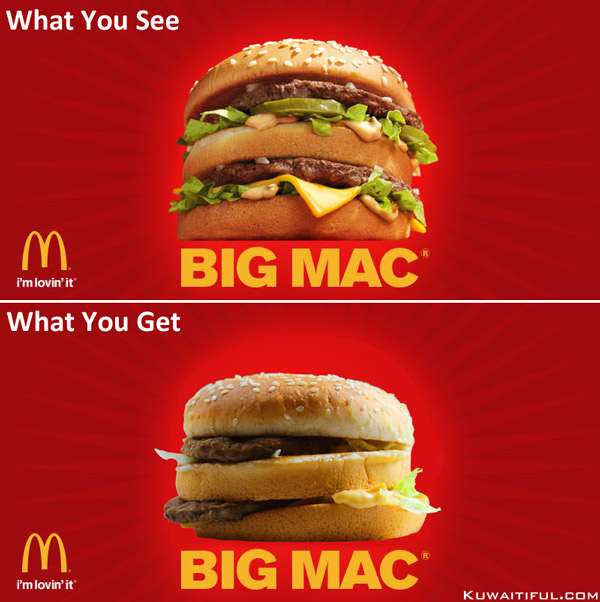 What You See
i'm lovin' it®
BIG MAC®
What You Get
i'm lovin' it®
BIG MAC®
KUWAITIFUL.COM